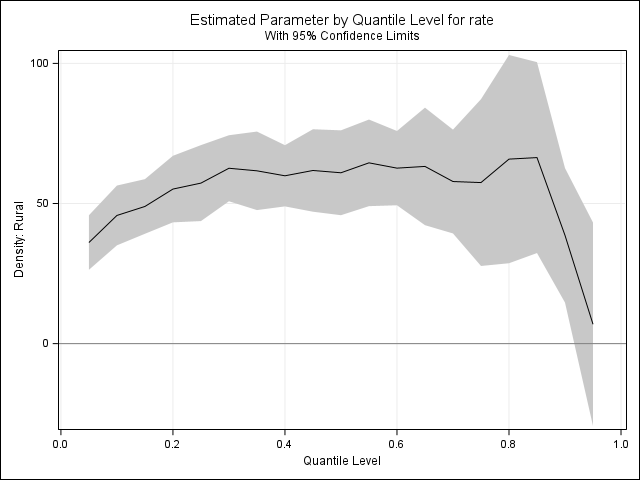 Estimated Parameter by Quantile Level for rate
With 95% Confidence Limits
100
50
0
Density: Rural
0.0 0.2 0.4 0.6 0.8 1.0
Quantile Level